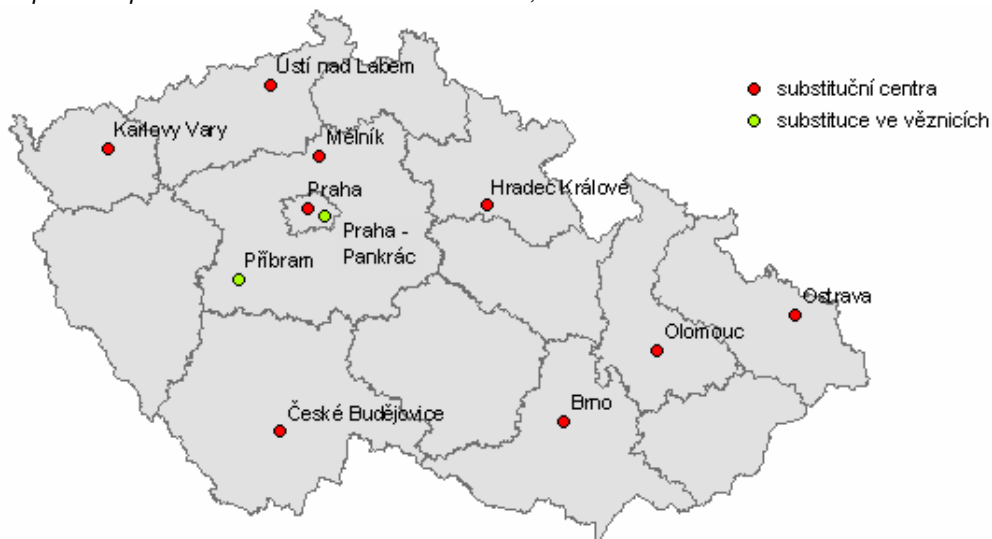 Ústí nad Labem
substituční centra
substituce ve věznicích
Karlovy Vary
Mělník
Hradec Králové
Praha
Praha -
Pankrác
Příbram
Ostrava
Olomouc
Brno
České Budějovice